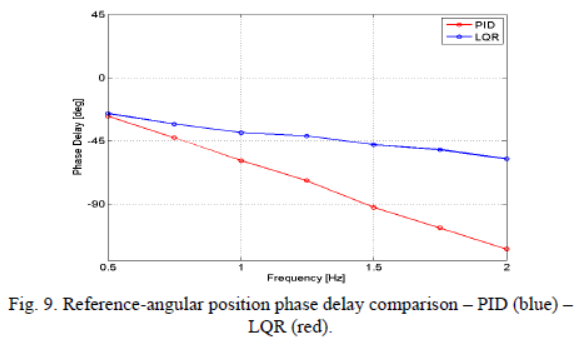 45
0
-45
-90
Phase Delay [deg]
PID
LQR
0.5
1
1.5
2
Frequency [Hz]
Fig. 9. Reference-angular position phase delay comparison – PID (blue) –
LQR (red).